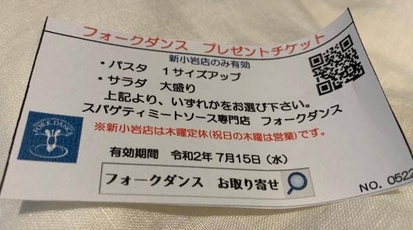 フォークダンス プレゼントチケット
新小岩店のみ有効
・パスタ 1サイズアップ
・サラダ 大盛り
上記より、いずれかをお選び下さい。
スパゲティミートソース専門店 フォークダンス
※新小岩店は木曜定休(祝日の木曜は営業)です。
FORK DANCE
有効期間 令和2年7月15日(水)
フォークダンス お取り寄せ
NO. 0522